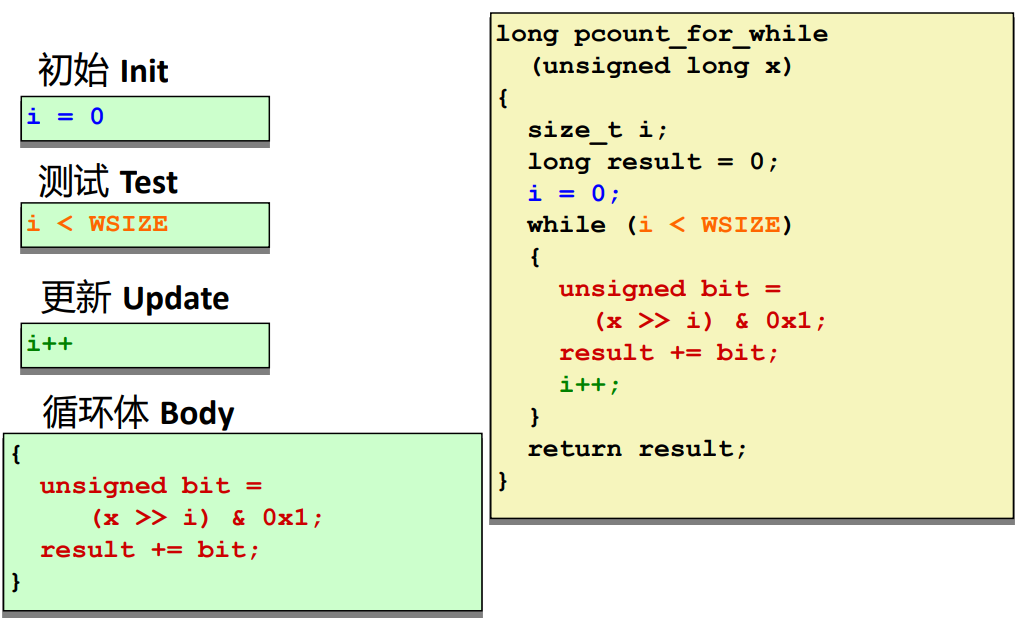 初始 Init
i = 0
测试 Test
i < WSIZE
更新 Update
i++
循环体 Body
{
  unsigned bit =
    (x >> i) & 0x1;
  result += bit;
}
long pcount_for_while
  (unsigned long x)
{
  size_t i;
  long result = 0;
  i = 0;
  while (i < WSIZE)
  {
    unsigned bit =
      (x >> i) & 0x1;
    result += bit;
    i++;
  }
  return result;
}